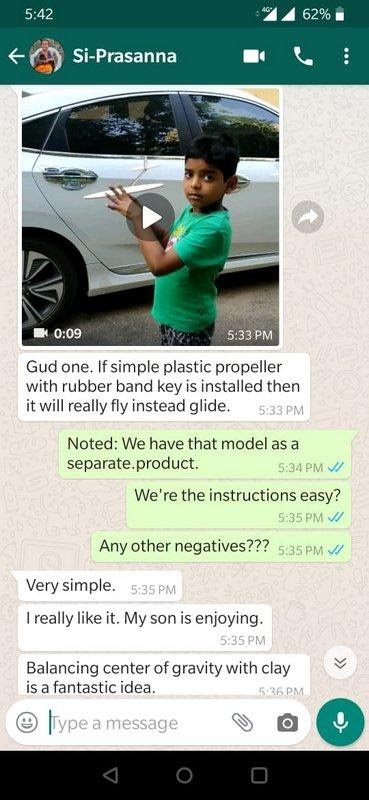 5:42
4G
62%
Si-Prasanna
0:09
5:33 PM
Gud one. If simple plastic propeller
with rubber band key is installed then
it will really fly instead glide.
5:33 PM
Noted: We have that model as a
separate.product.
5:34 PM
We're the instructions easy?
5:35 PM
Any other negatives???
5:35 PM
Very simple.
5:35 PM
I really like it. My son is enjoying.
5:35 PM
Balancing center of gravity with clay
is a fantastic idea.
5:36 PM
Type a message